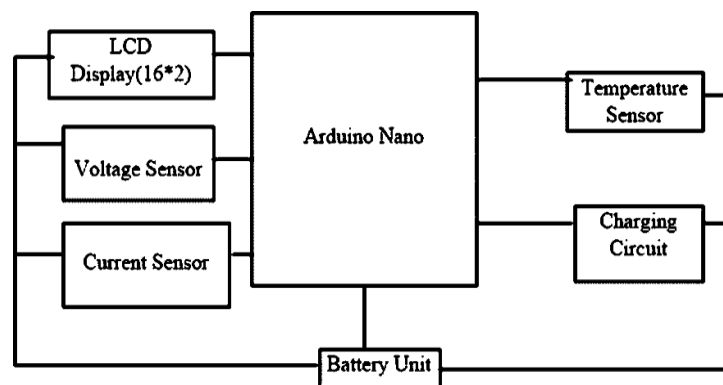 LCD
Display(16*2)
Voltage Sensor
Current Sensor
Arduino Nano
Temperature
Sensor
Charging
Circuit
Battery Unit